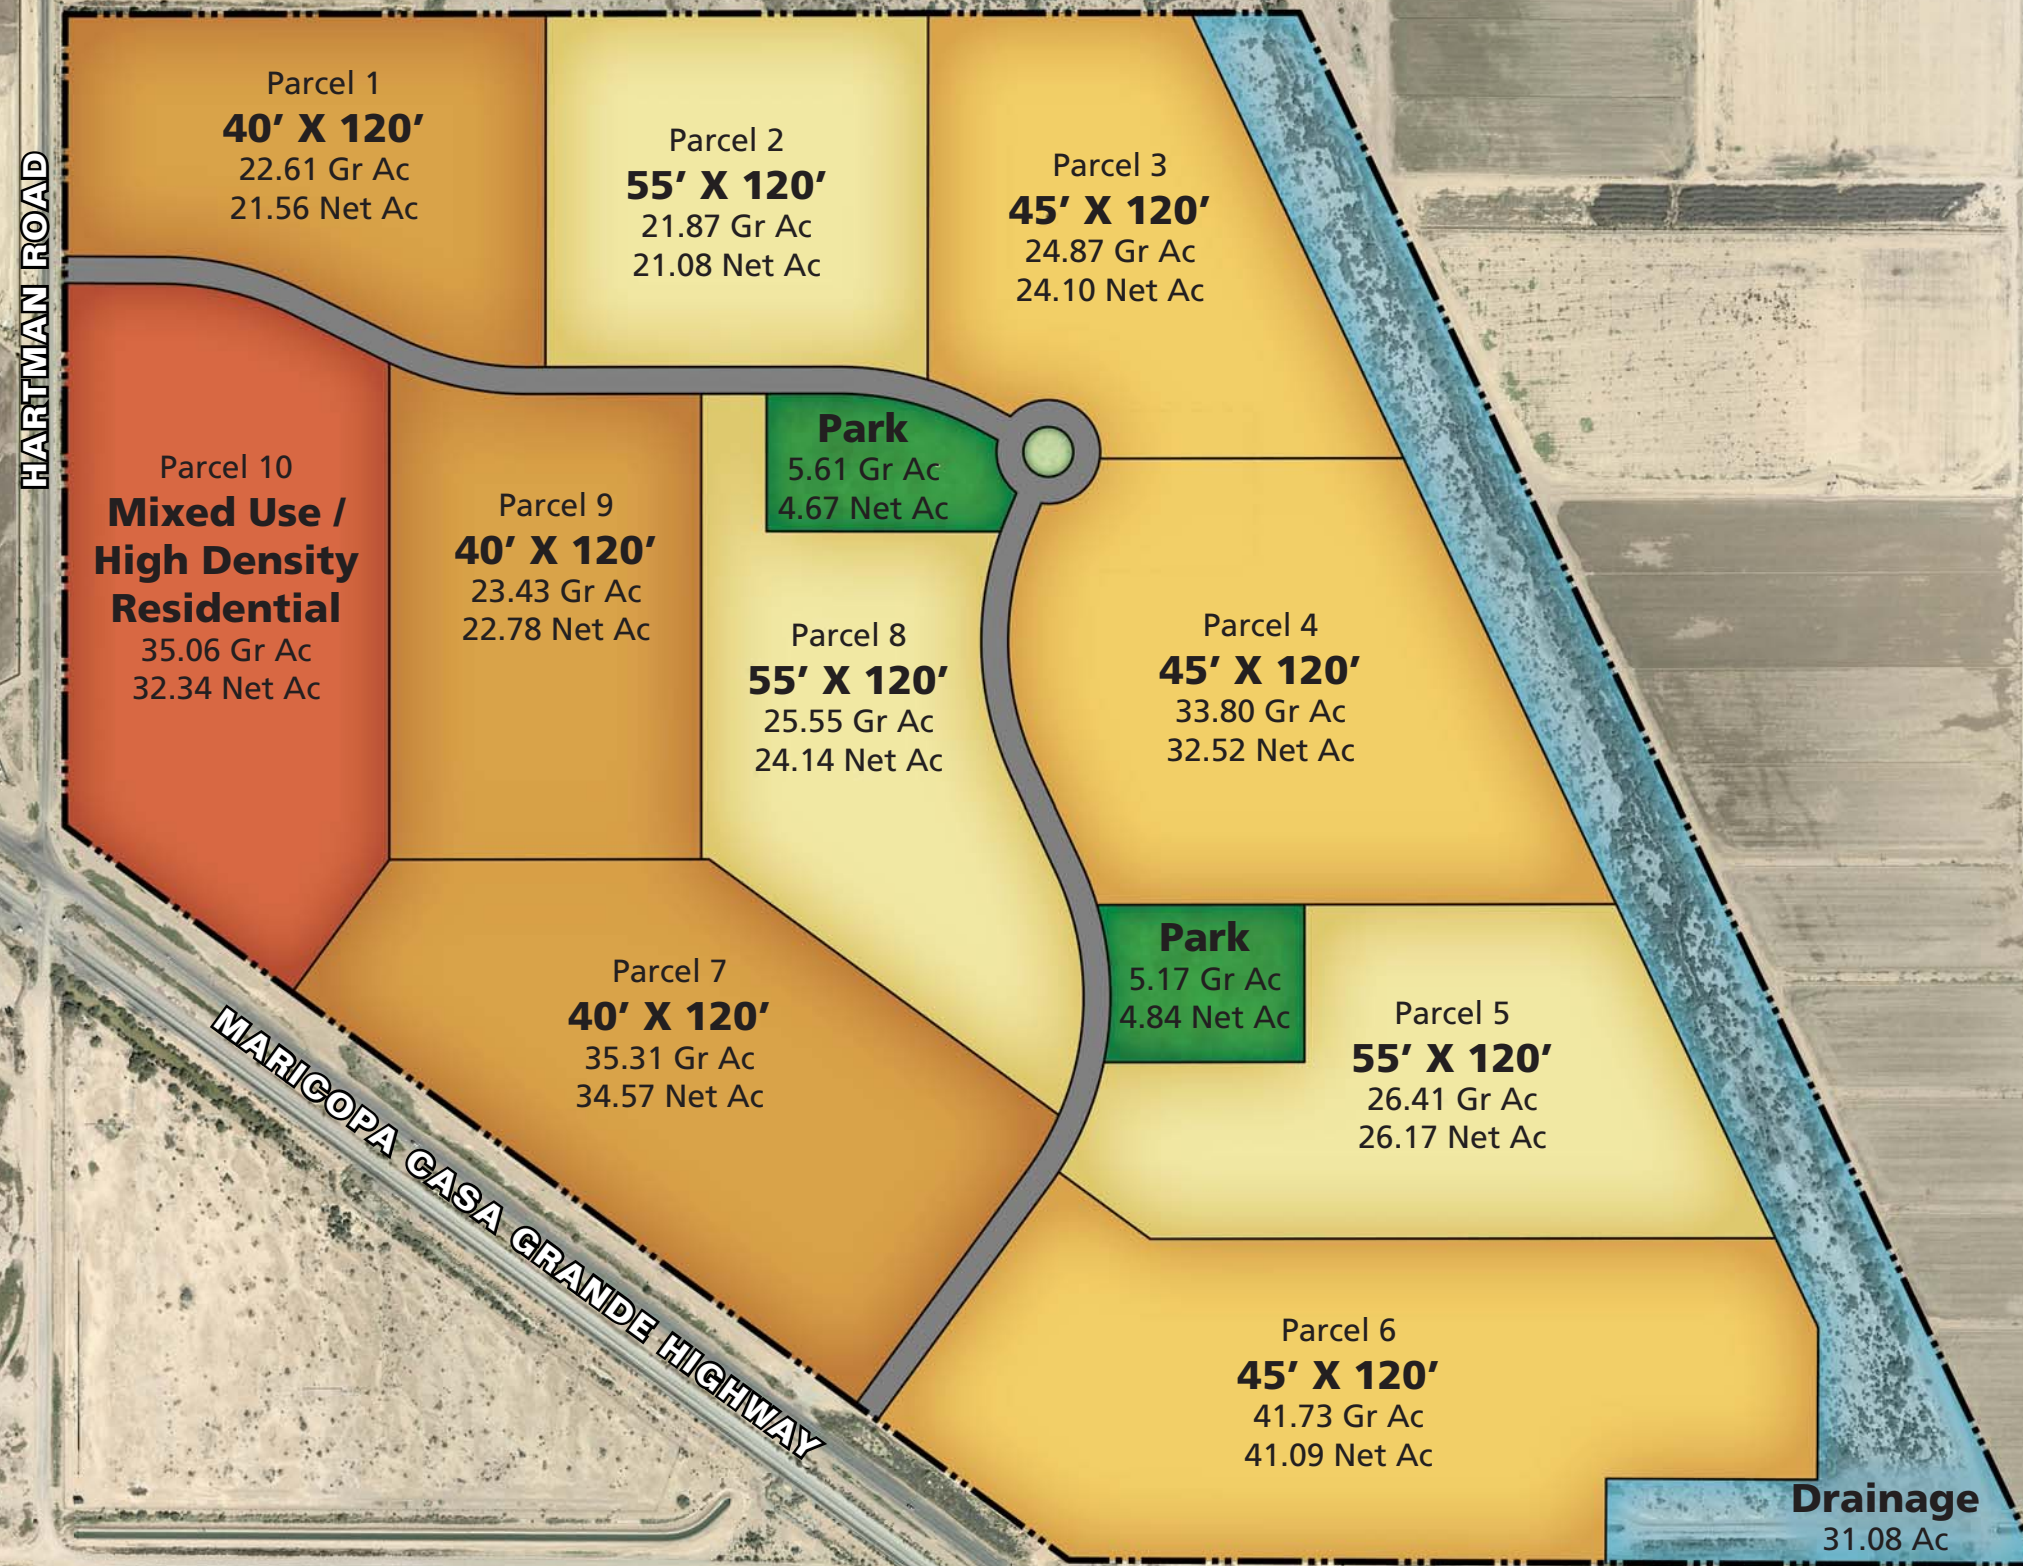 Parcel 1
40' X 120'
22.61 Gr Ac
21.56 Net Ac
Parcel 2
55' X 120'
21.87 Gr Ac
21.08 Net Ac
Parcel 3
45' X 120'
24.87 Gr Ac
24.10 Net Ac
HARTMAN ROAD
Park
5.61 Gr Ac
4.67 Net Ac
Parcel 10
Mixed Use /
High Density
Residential
35.06 Gr Ac
32.34 Net Ac
Parcel 9
40' X 120'
23.43 Gr Ac
22.78 Net Ac
Parcel 8
55' X 120'
25.55 Gr Ac
24.14 Net Ac
Parcel 4
45' X 120'
33.80 Gr Ac
32.52 Net Ac
Park
5.17 Gr Ac
4.84 Net Ac
Parcel 5
55' X 120'
26.41 Gr Ac
26.17 Net Ac
Parcel 7
40' X 120'
35.31 Gr Ac
34.57 Net Ac
MARICOPA CASA GRANDE HIGHWAY
Parcel 6
45' X 120'
41.73 Gr Ac
41.09 Net Ac
Drainage
31.08 Ac